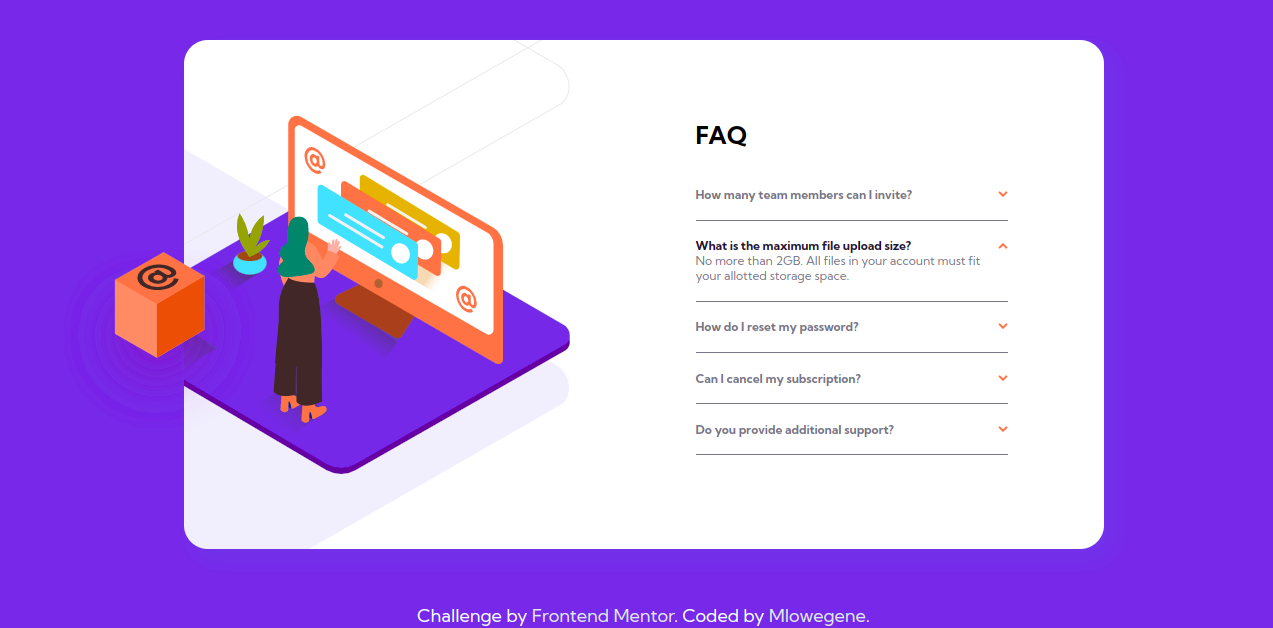 FAQ
How many team members can I invite?
What is the maximum file upload size?
No more than 2GB. All files in your account must fit
your allotted storage space.
How do I reset my password?
Can I cancel my subscription?
Do you provide additional support?
Challenge by Frontend Mentor. Coded by Mlowegene.